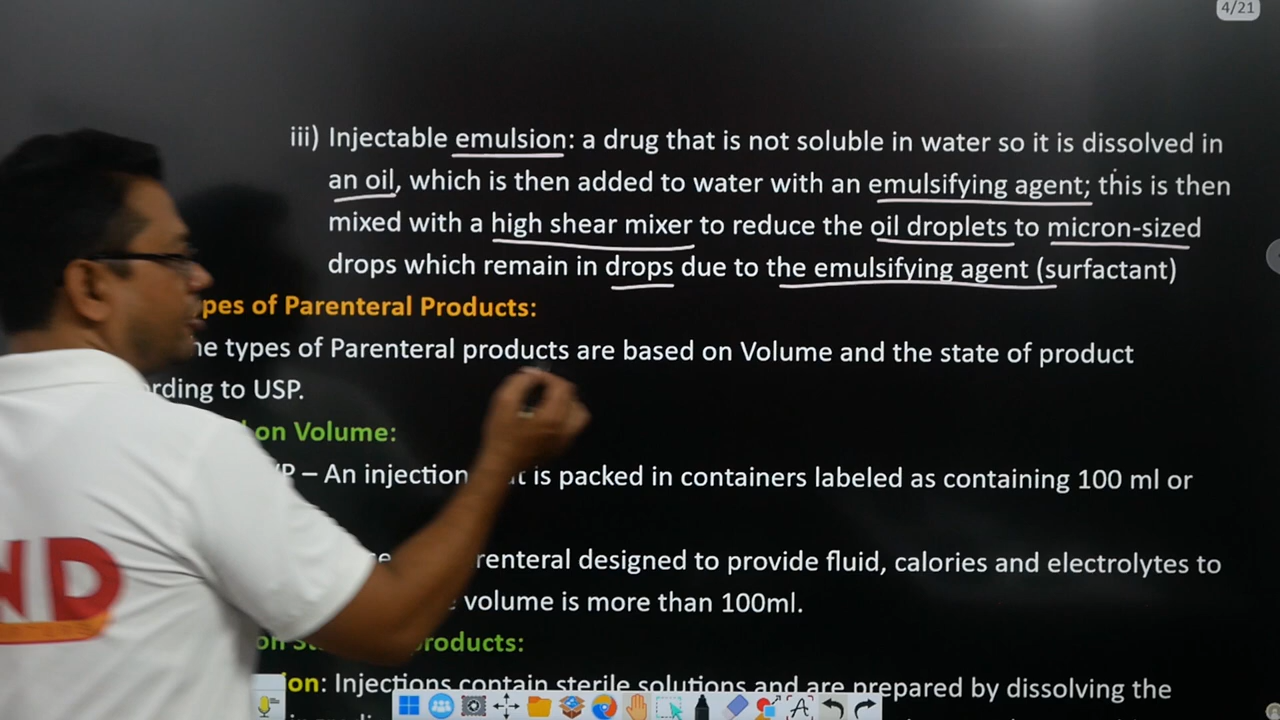 4/21
iii) Injectable emulsion: a drug that is not soluble in water so it is dissolved in
an oil, which is then added to water with an emulsifying agent; this is then
mixed with a high shear mixer to reduce the oil droplets to micron-sized
drops which remain in drops due to the emulsifying agent (surfactant)
pes of Parenteral Products:
he types of Parenteral products are based on Volume and the state of product
rding to USP.
on Volume:
P – An injection is packed in containers labeled as containing 100 ml or
renteral designed to provide fluid, calories and electrolytes to
volume is more than 100ml.
roducts:
ion: Injections contain sterile solutions and are prepared by dissolving the
ND